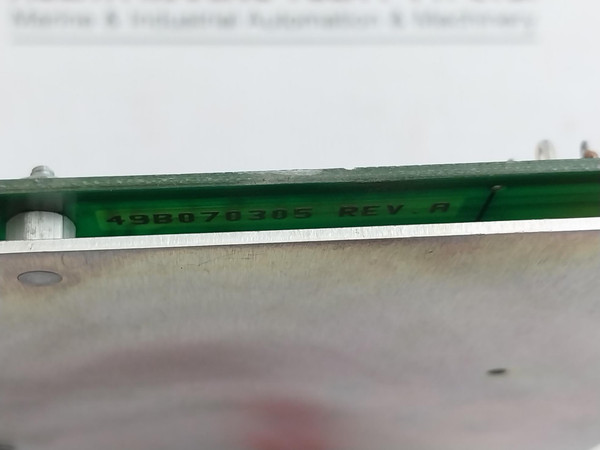 Marine & Industrial Automation & Machinery
49B070305 REV. A